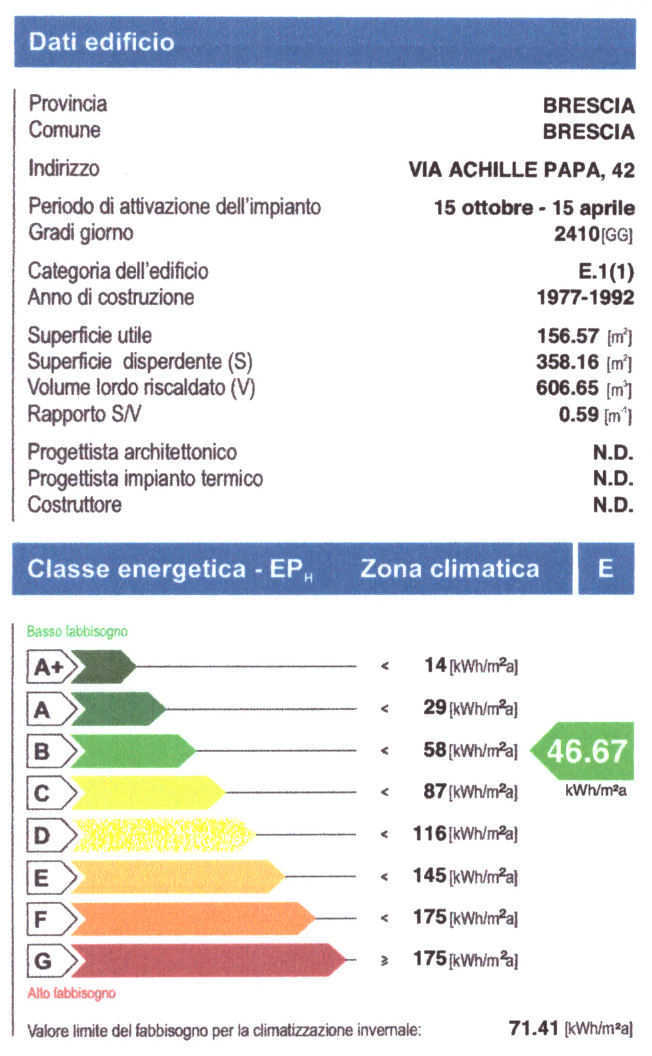 Dati edificio
Provincia BRESCIA
Comune BRESCIA
Indirizzo VIA ACHILLE PAPA, 42
Periodo di attivazione dell'impianto 15 ottobre - 15 aprile
Gradi giorno 2410[GG]
Categoria dell'edificio E.1(1)
Anno di costruzione 1977-1992
Superficie utile 156.57 [m²]
Superficie disperdente (S) 358.16 [m²]
Volume lordo riscaldato (V) 606.65 [m³]
Rapporto S/V 0.59 [m⁻¹]
Progettista architettonico N.D.
Progettista impianto termico N.D.
Costruttore N.D.
Classe energetica - EPH Zona climatica E
Basso fabbisogno
A+ < 14[kWh/m²a]
A < 29[kWh/m²a]
B < 58[kWh/m²a] 46.67
C < 87[kWh/m²a] kWh/m²a
D < 116[kWh/m²a]
E < 145[kWh/m²a]
F < 175[kWh/m²a]
G ≥ 175[kWh/m²a]
Alto fabbisogno
Valore limite del fabbisogno per la climatizzazione invernale: 71.41 [kWh/m²a]